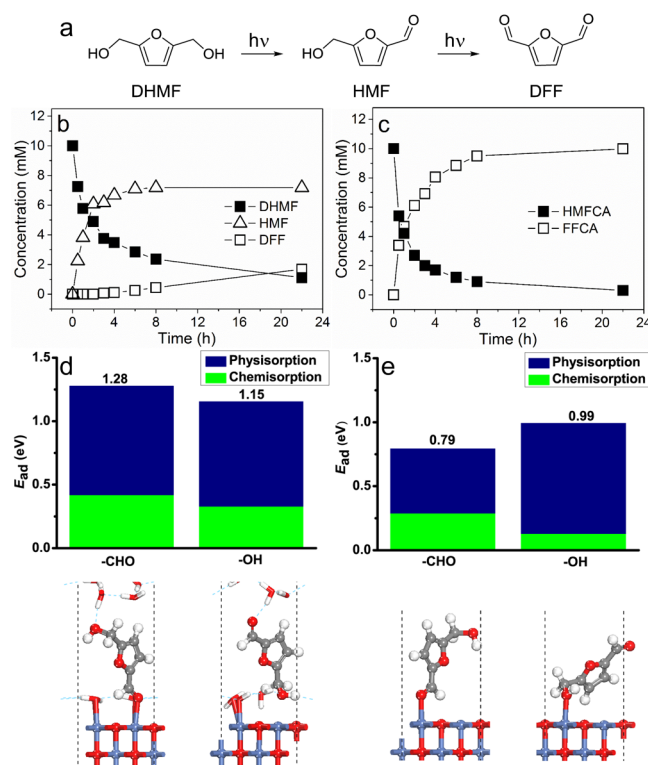 a
HO OH hν HO O hν O O
O O O
DHMF HMF DFF
b
Concentration (mM)
12
10
8
6
4
2
0
DHMF
HMF
DFF
0 4 8 12 16 20 24
Time (h)
c
Concentration (mM)
12
10
8
6
4
2
0
HMFCA
FFCA
0 4 8 12 16 20 24
Time (h)
d
Ead (eV)
1.5
1.0
0.5
0.0
Physisorption
Chemisorption
1.28
1.15
-CHO -OH
e
Ead (eV)
1.5
1.0
0.5
0.0
Physisorption
Chemisorption
0.79
0.99
-CHO -OH